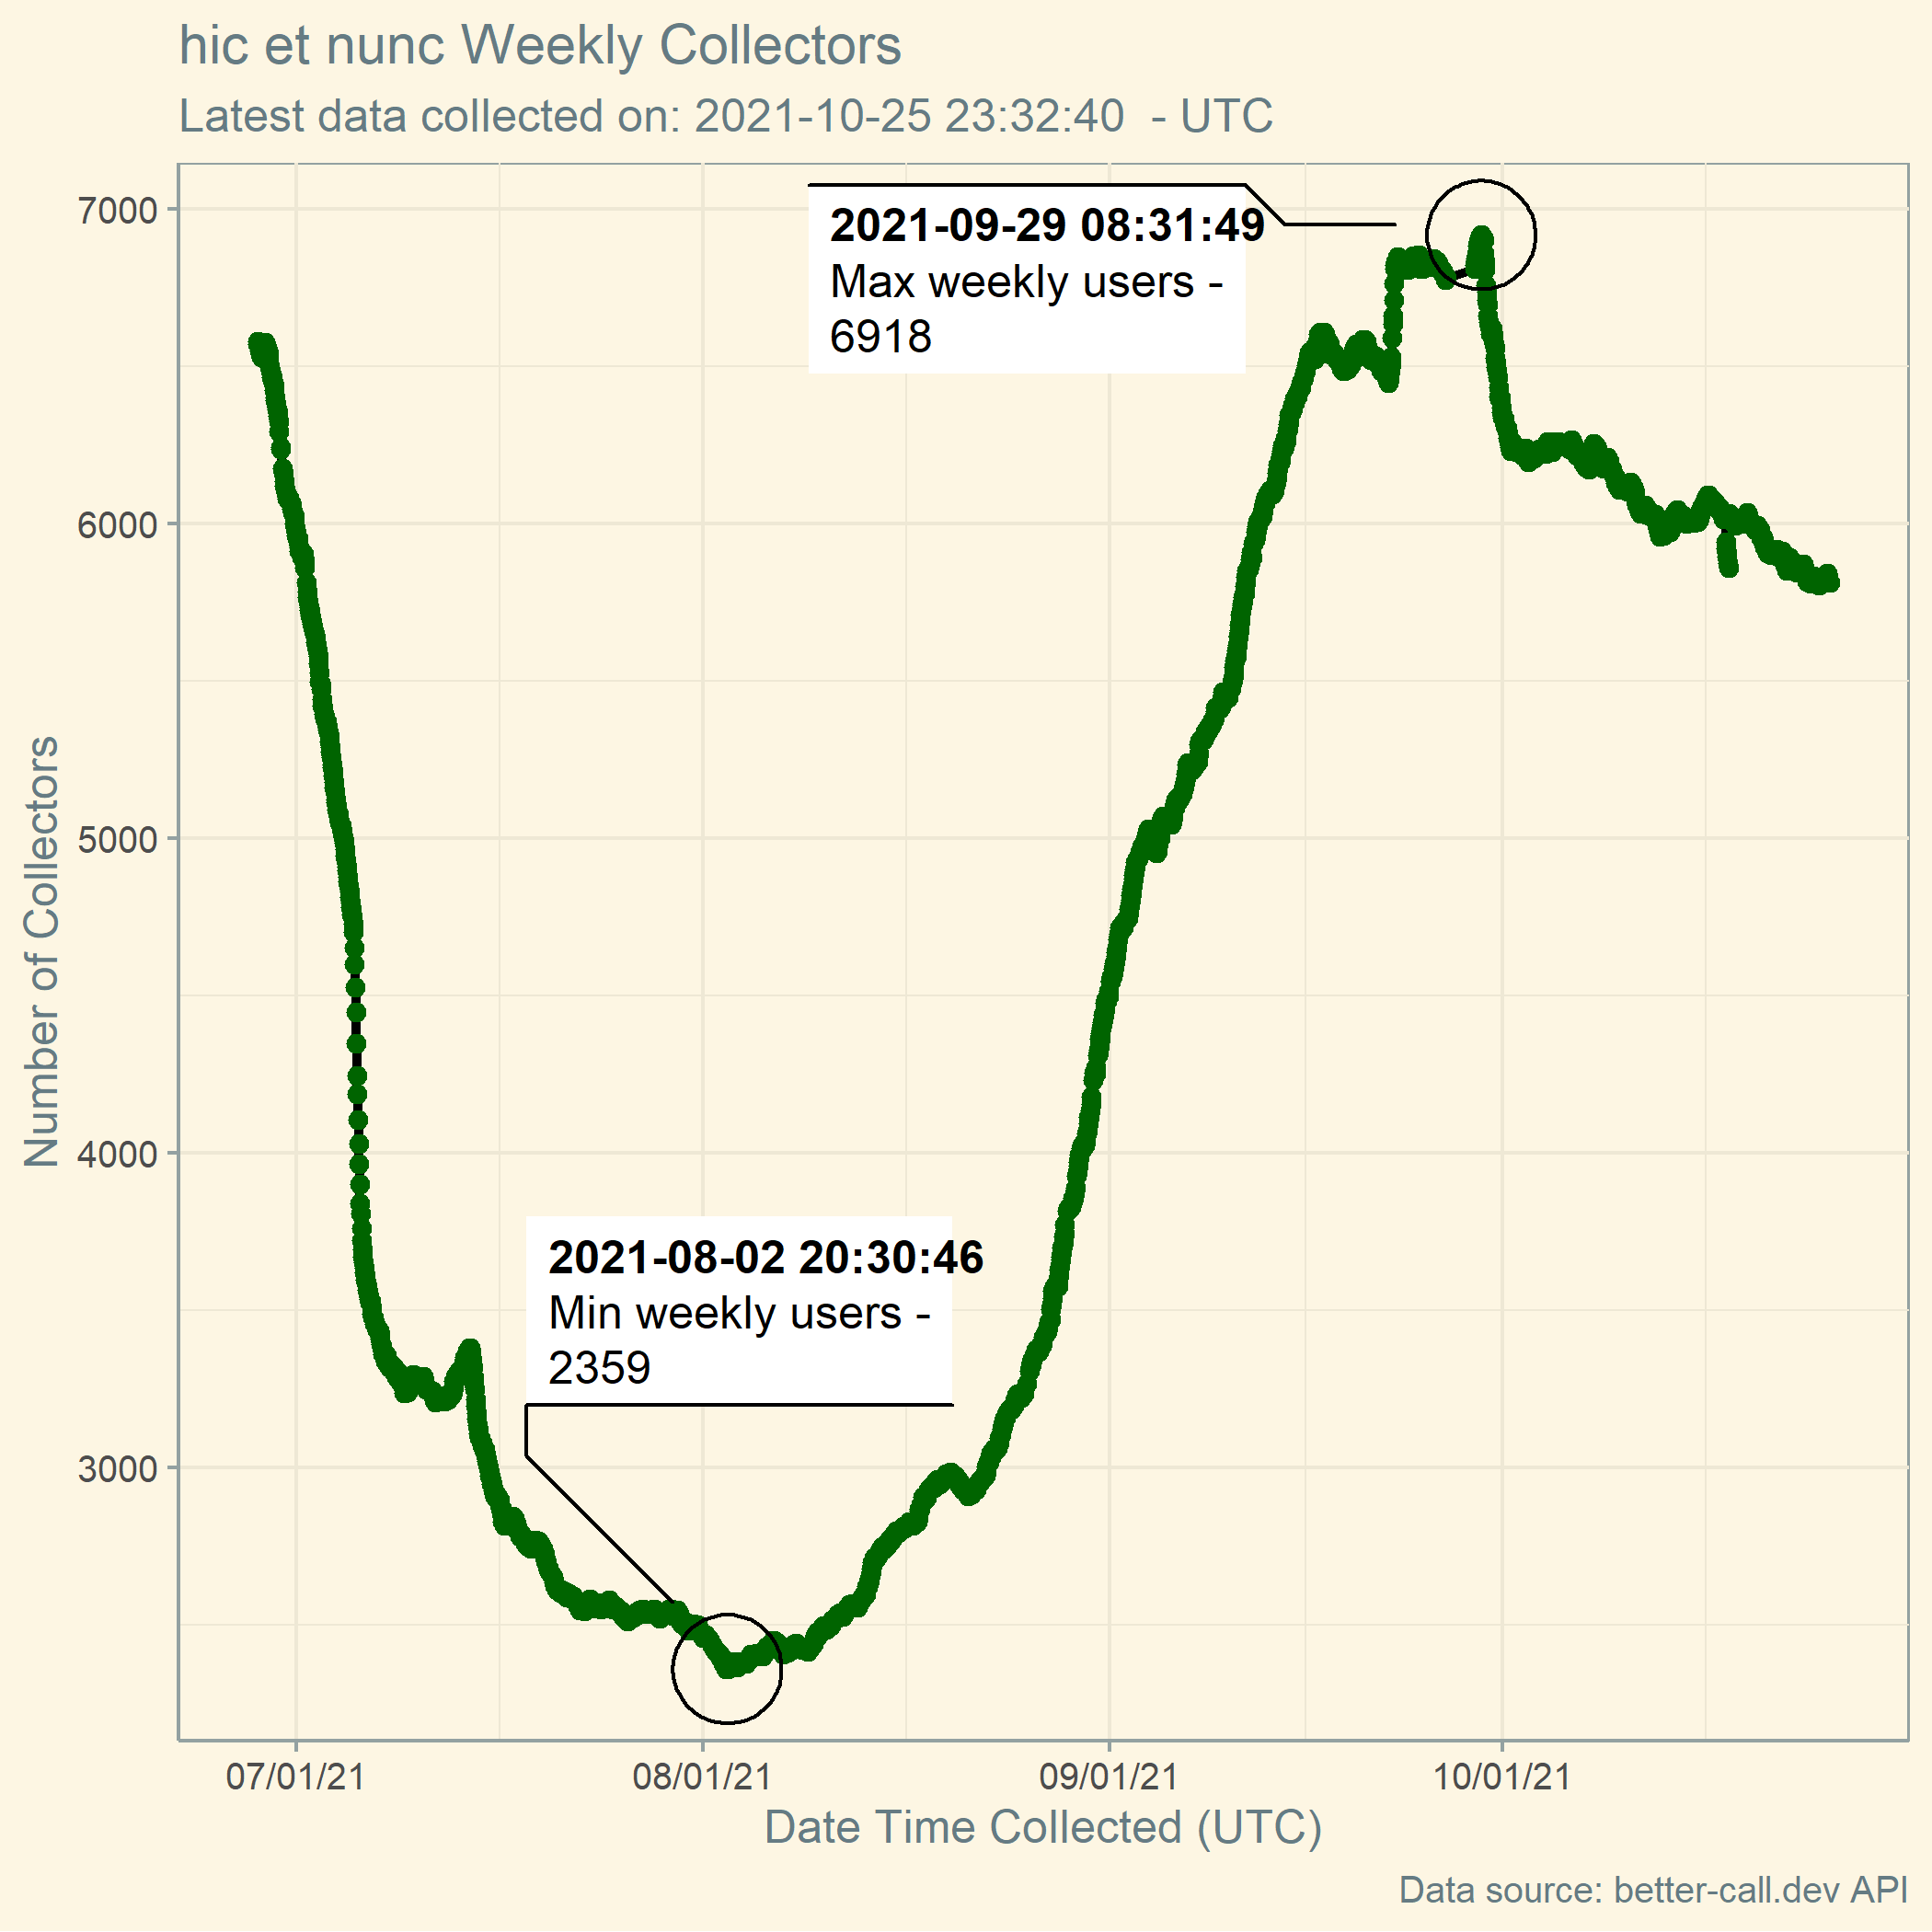 hic et nunc Weekly Collectors
Latest data collected on: 2021-10-25 23:32:40  - UTC
2021-09-29 08:31:49
Max weekly users -
6918
2021-08-02 20:30:46
Min weekly users -
2359
Number of Collectors
7000
6000
5000
4000
3000
07/01/21
08/01/21
09/01/21
10/01/21
Date Time Collected (UTC)
Data source: better-call.dev API